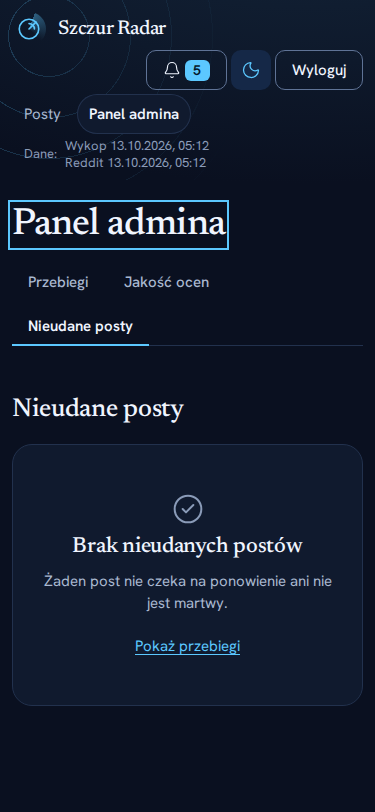 Szczur Radar
5
Wyloguj
Posty
Panel admina
Dane:
Wykop 13.10.2026, 05:12
Reddit 13.10.2026, 05:12
Panel admina
Przebiegi
Jakość ocen
Nieudane posty
Nieudane posty
Brak nieudanych postów
Żaden post nie czeka na ponowienie ani nie
jest martwy.
Pokaż przebiegi